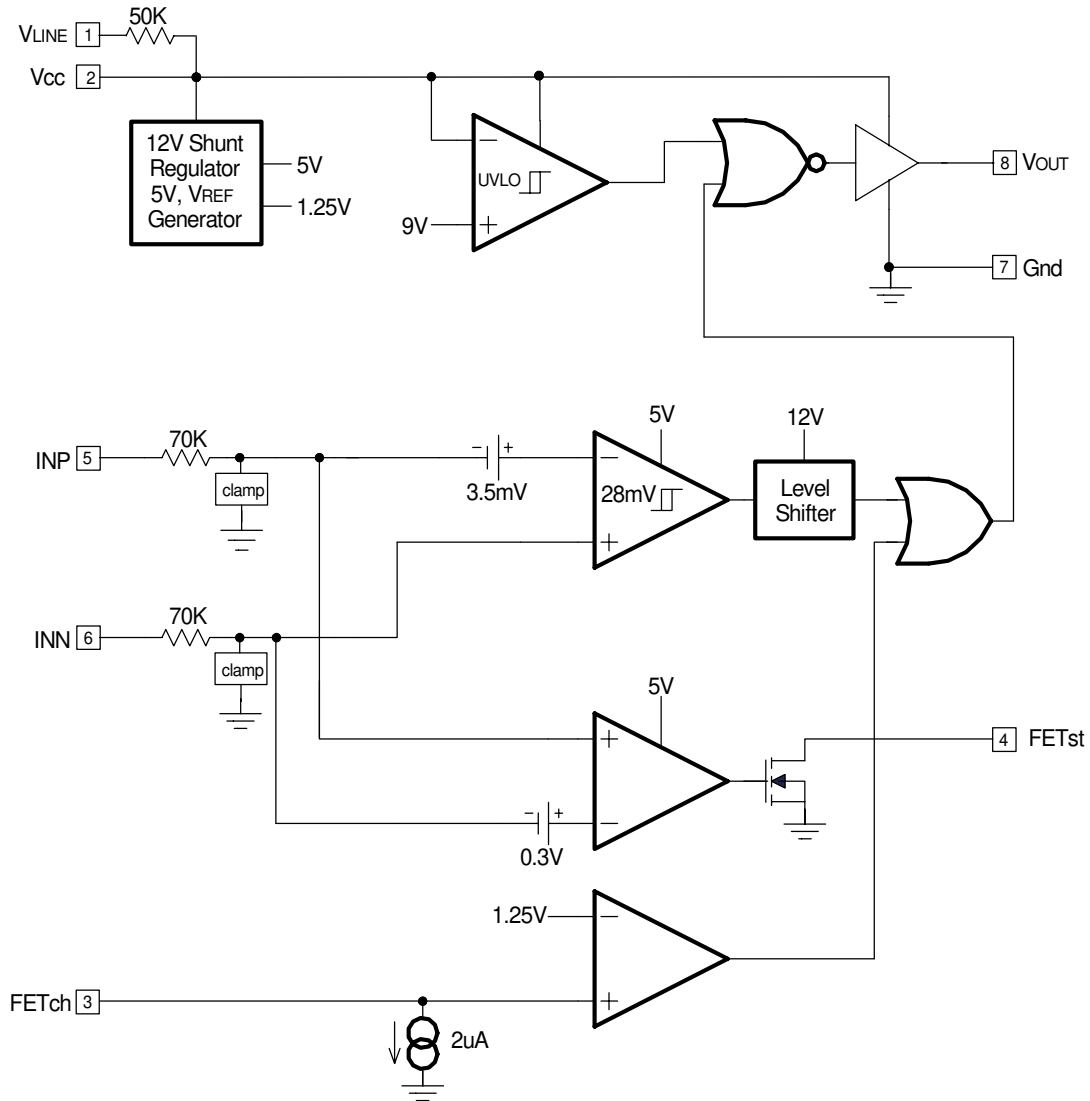 50K
VLINE 1
Vcc 2
12V Shunt
Regulator
5V, VREF
Generator
5V
1.25V
−
UVLO
9V
+
8 VOUT
7 Gnd
5V
12V
INP 5
70K
clamp
− +
3.5mV
−
28mV
+
Level
Shifter
INN 6
70K
clamp
5V
+
− +
0.3V
−
4 FETst
1.25V
−
FETch 3
+
2uA